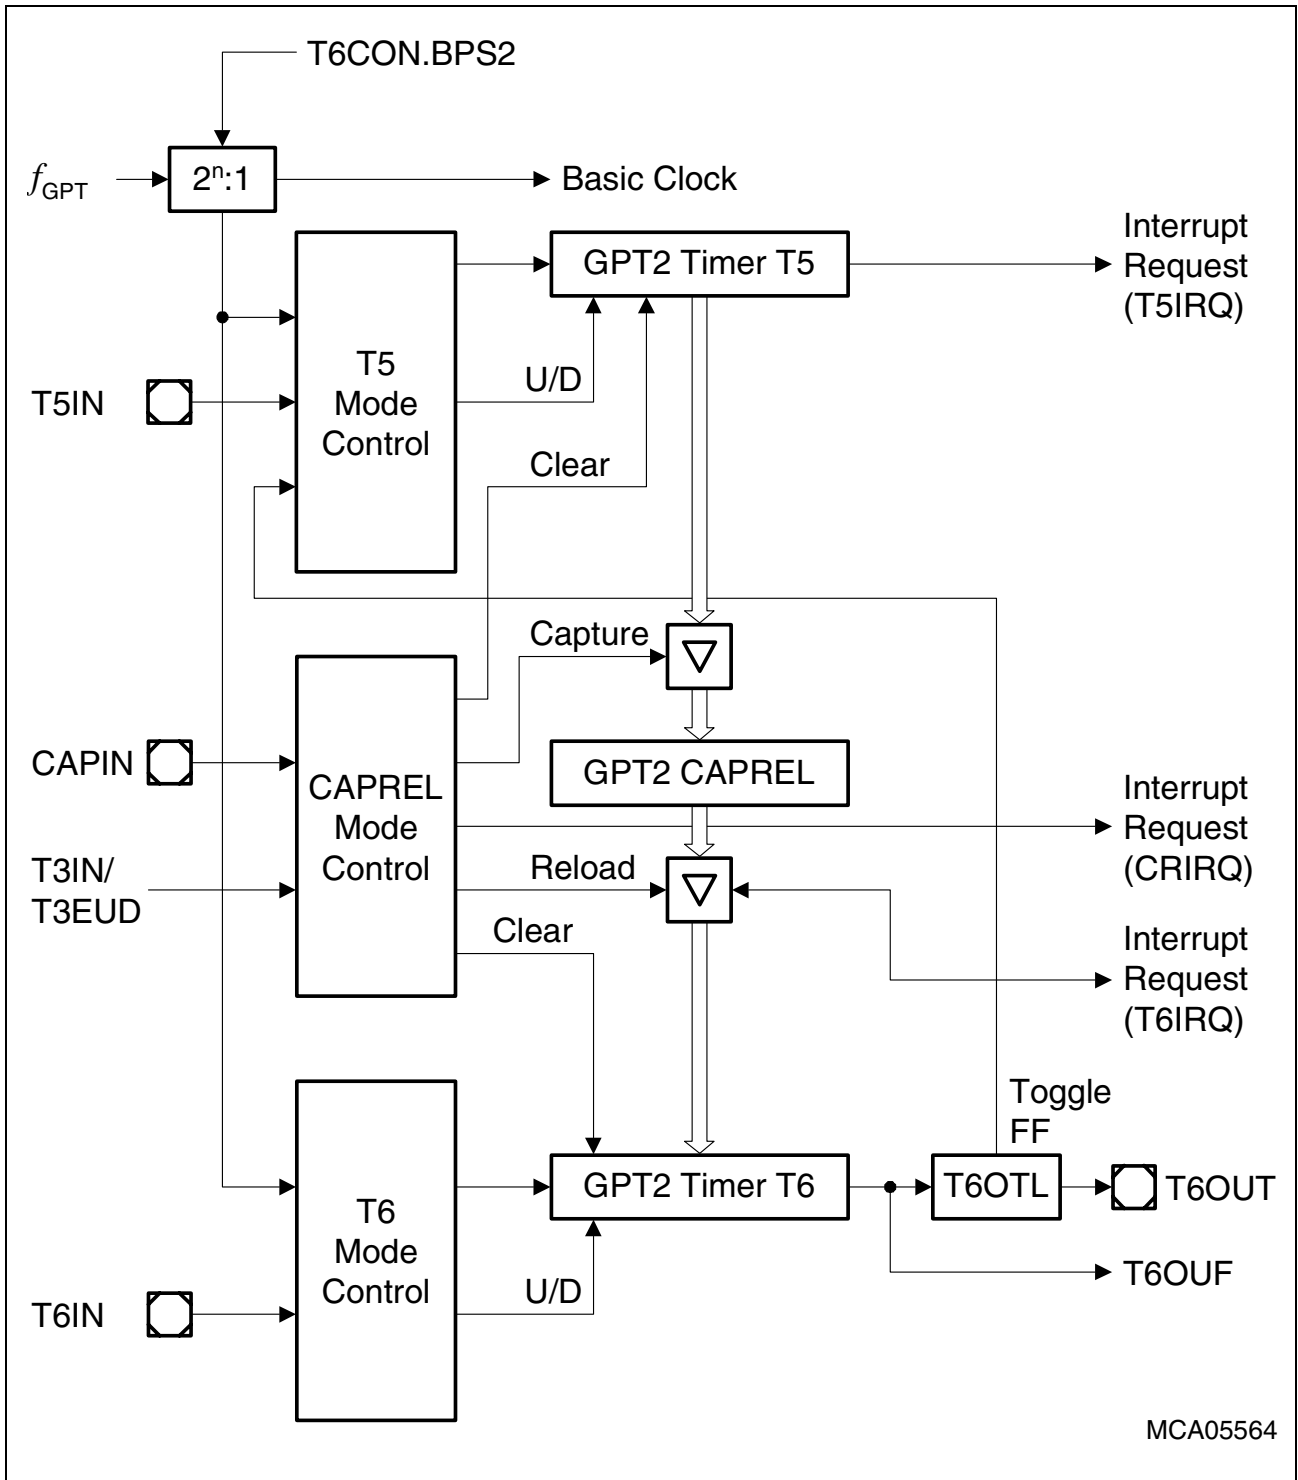 T6CON.BPS2
fGPT
2n:1
Basic Clock
Interrupt
Request
(T5IRQ)
GPT2 Timer T5
T5
Mode
Control
U/D
T5IN
Clear
Capture
CAPIN
GPT2 CAPREL
CAPREL
Mode
Control
Interrupt
Request
(CRIRQ)
T3IN/
T3EUD
Reload
Clear
Interrupt
Request
(T6IRQ)
Toggle
FF
GPT2 Timer T6
T6OTL
T6OUT
T6
Mode
Control
U/D
T6OUF
T6IN
MCA05564